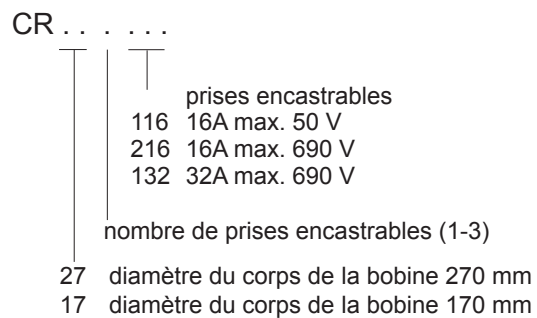 CR . . . . . .
prises encastrables
116 16A max. 50 V
216 16A max. 690 V
132 32A max. 690 V
nombre de prises encastrables (1-3)
27 diamètre du corps de la bobine 270 mm
17 diamètre du corps de la bobine 170 mm